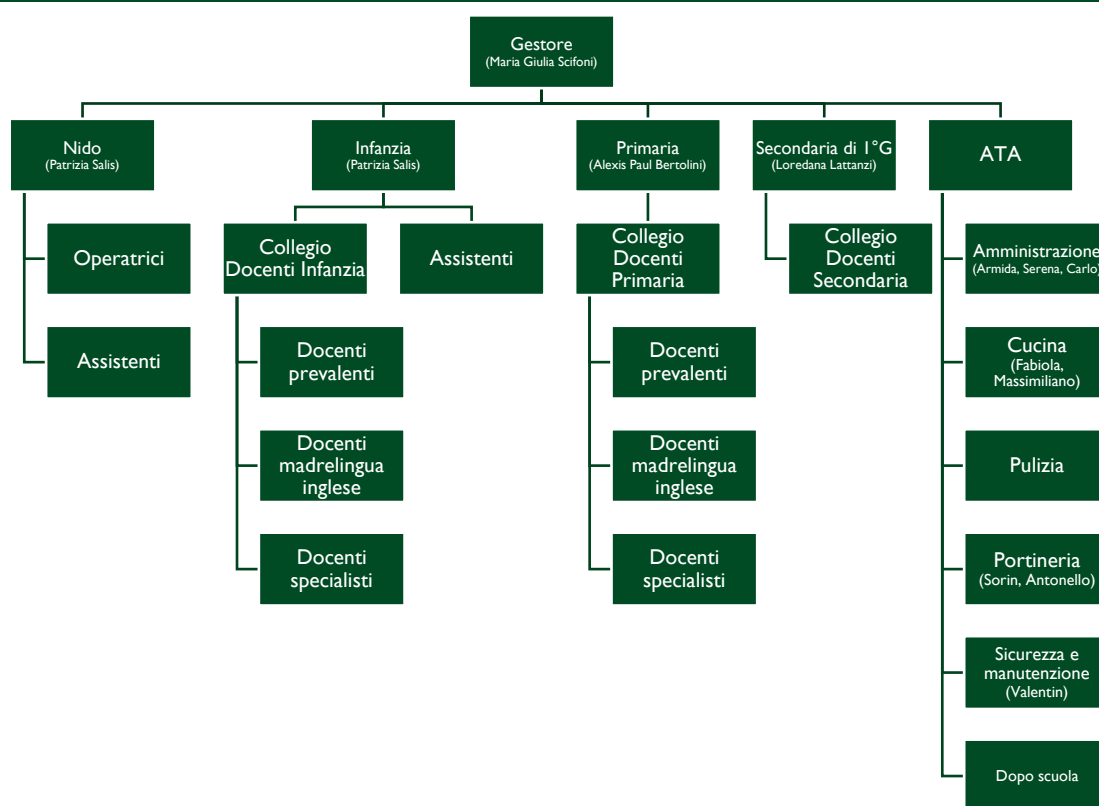 Gestore
(Maria Giulia Scifoni)
Nido
(Patrizia Salis)
Infanzia
(Patrizia Salis)
Primaria
(Alexis Paul Bertolini)
Secondaria di 1°G
(Loredana Lattanzi)
ATA
Operatrici
Assistenti
Collegio
Docenti Infanzia
Assistenti
Docenti
prevalenti
Docenti
madrelingua
inglese
Docenti
specialisti
Collegio
Docenti
Primaria
Docenti
prevalenti
Docenti
madrelingua
inglese
Docenti
specialisti
Collegio
Docenti
Secondaria
Amministrazione
(Armida, Serena, Carlo)
Cucina
(Fabiola,
Massimiliano)
Pulizia
Portineria
(Sorin, Antonello)
Sicurezza e
manutenzione
(Valentin)
Dopo scuola